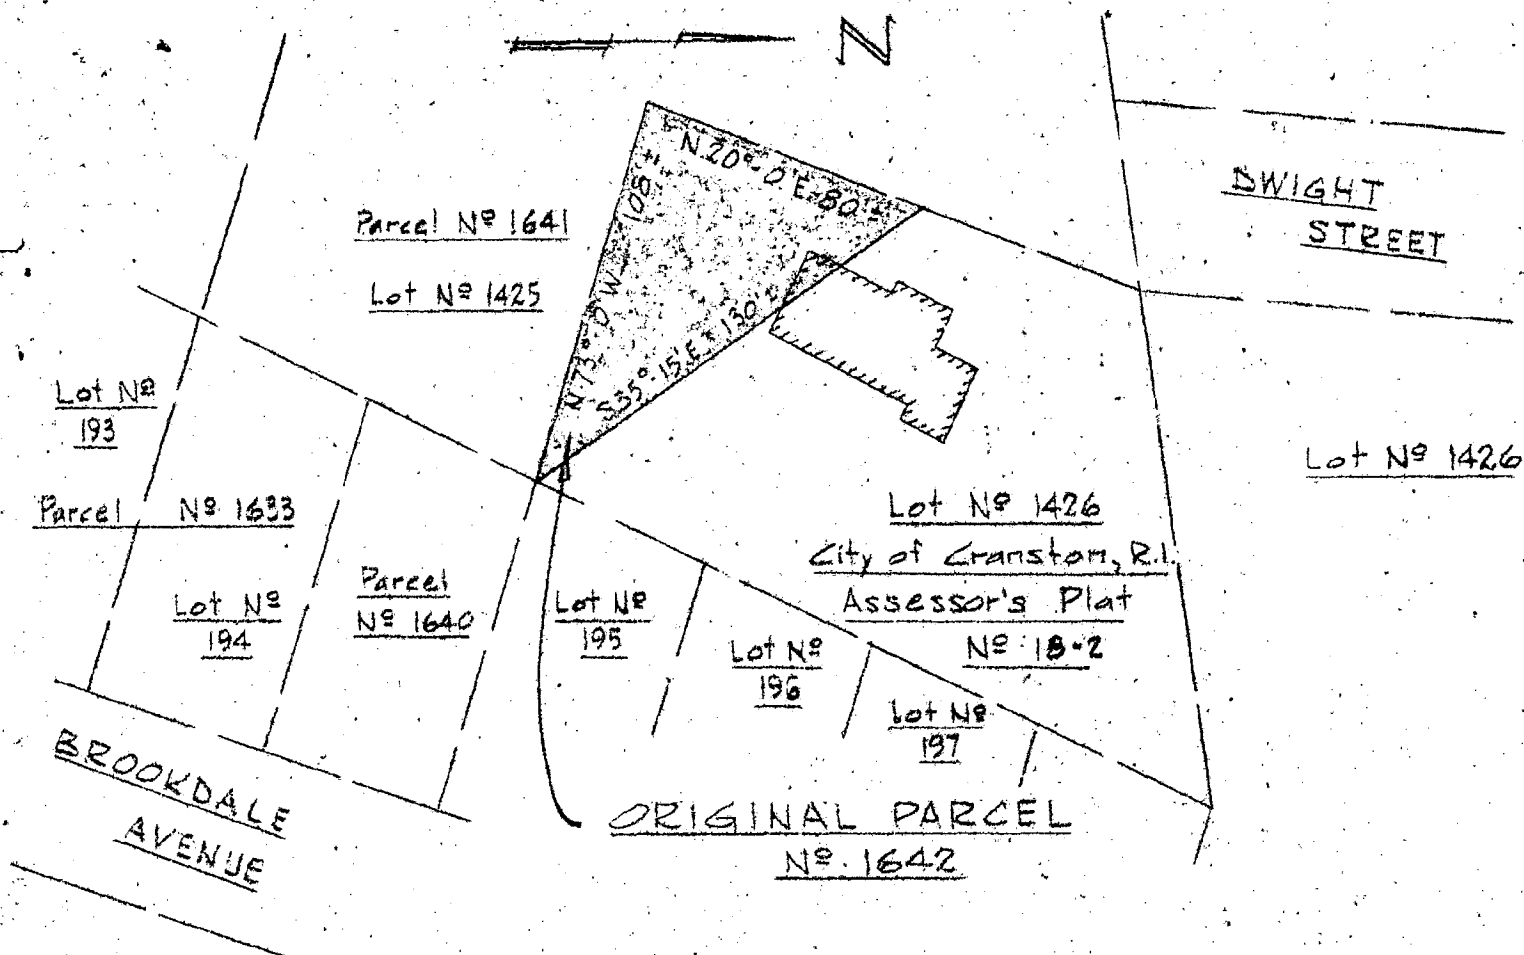 N
N.20°-0'E-80'±
N 73°-0' W-108'±
S35°-15'E ± 130'±
DWIGHT
STREET
Parcel Nº 1641
Lot Nº 1425
Lot Nº
193
Parcel Nº 1633
Lot Nº
194
Parcel
Nº 1640
Lot Nº
195
Lot Nº
196
Lot Nº
197
Lot Nº 1426
City of Cranston, R.I.
Assessor's Plat
Nº 18-2
Lot Nº 1426
BROOKDALE
AVENUE
ORIGINAL PARCEL
Nº. 1642